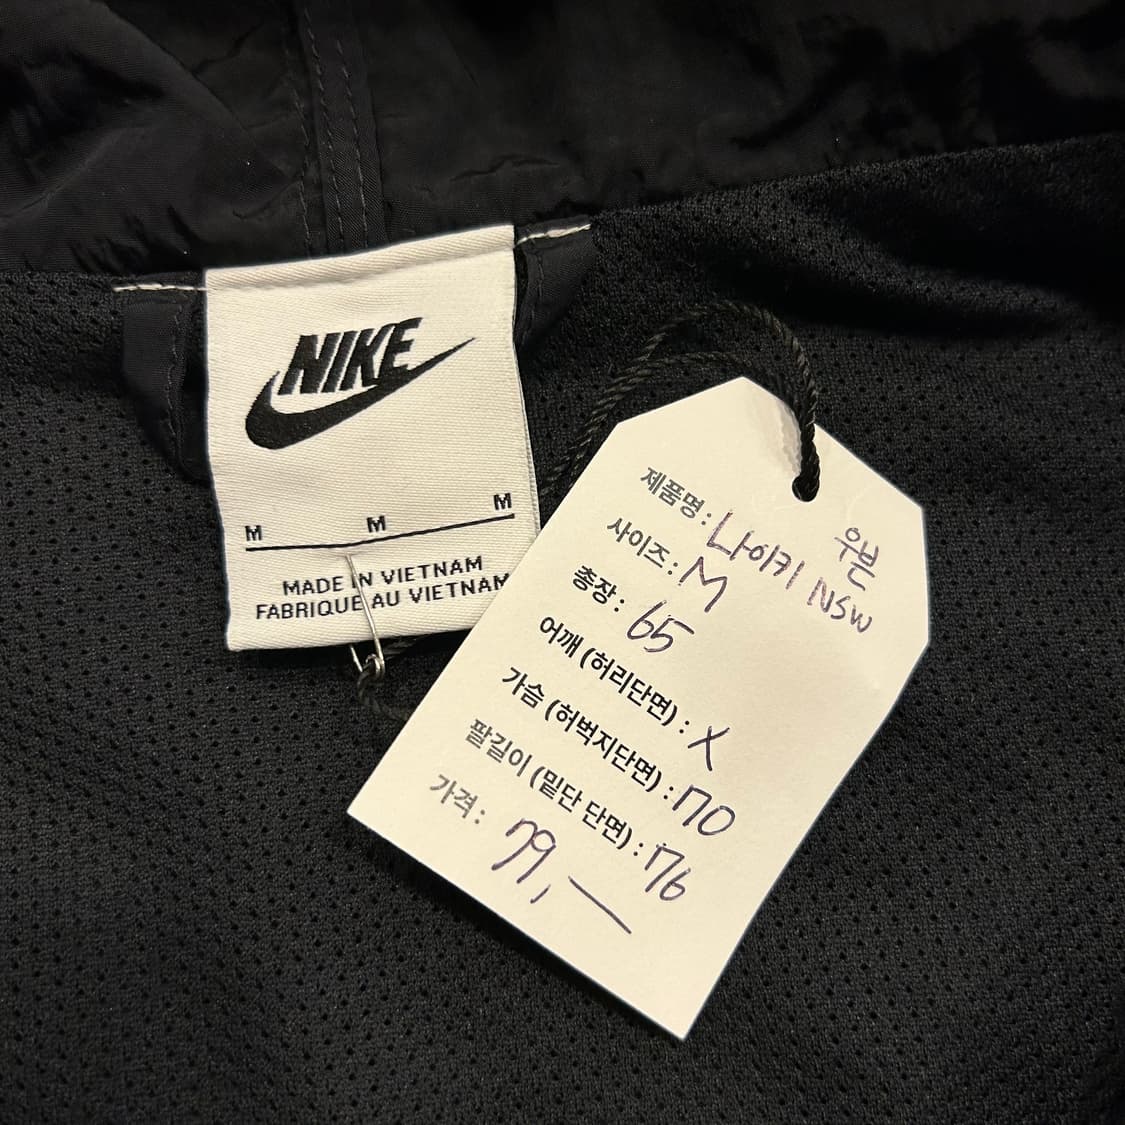 NIKE
M M M
MADE IN VIETNAM
FABRIQUE AU VIETNAM
제품명: 나이키 NSW 우븐
사이즈: M
총장: 65
어깨 (허리단면) : X
가슴 (허벅지단면) : 70
팔길이 (밑단 단면) : 76
가격: 79,—